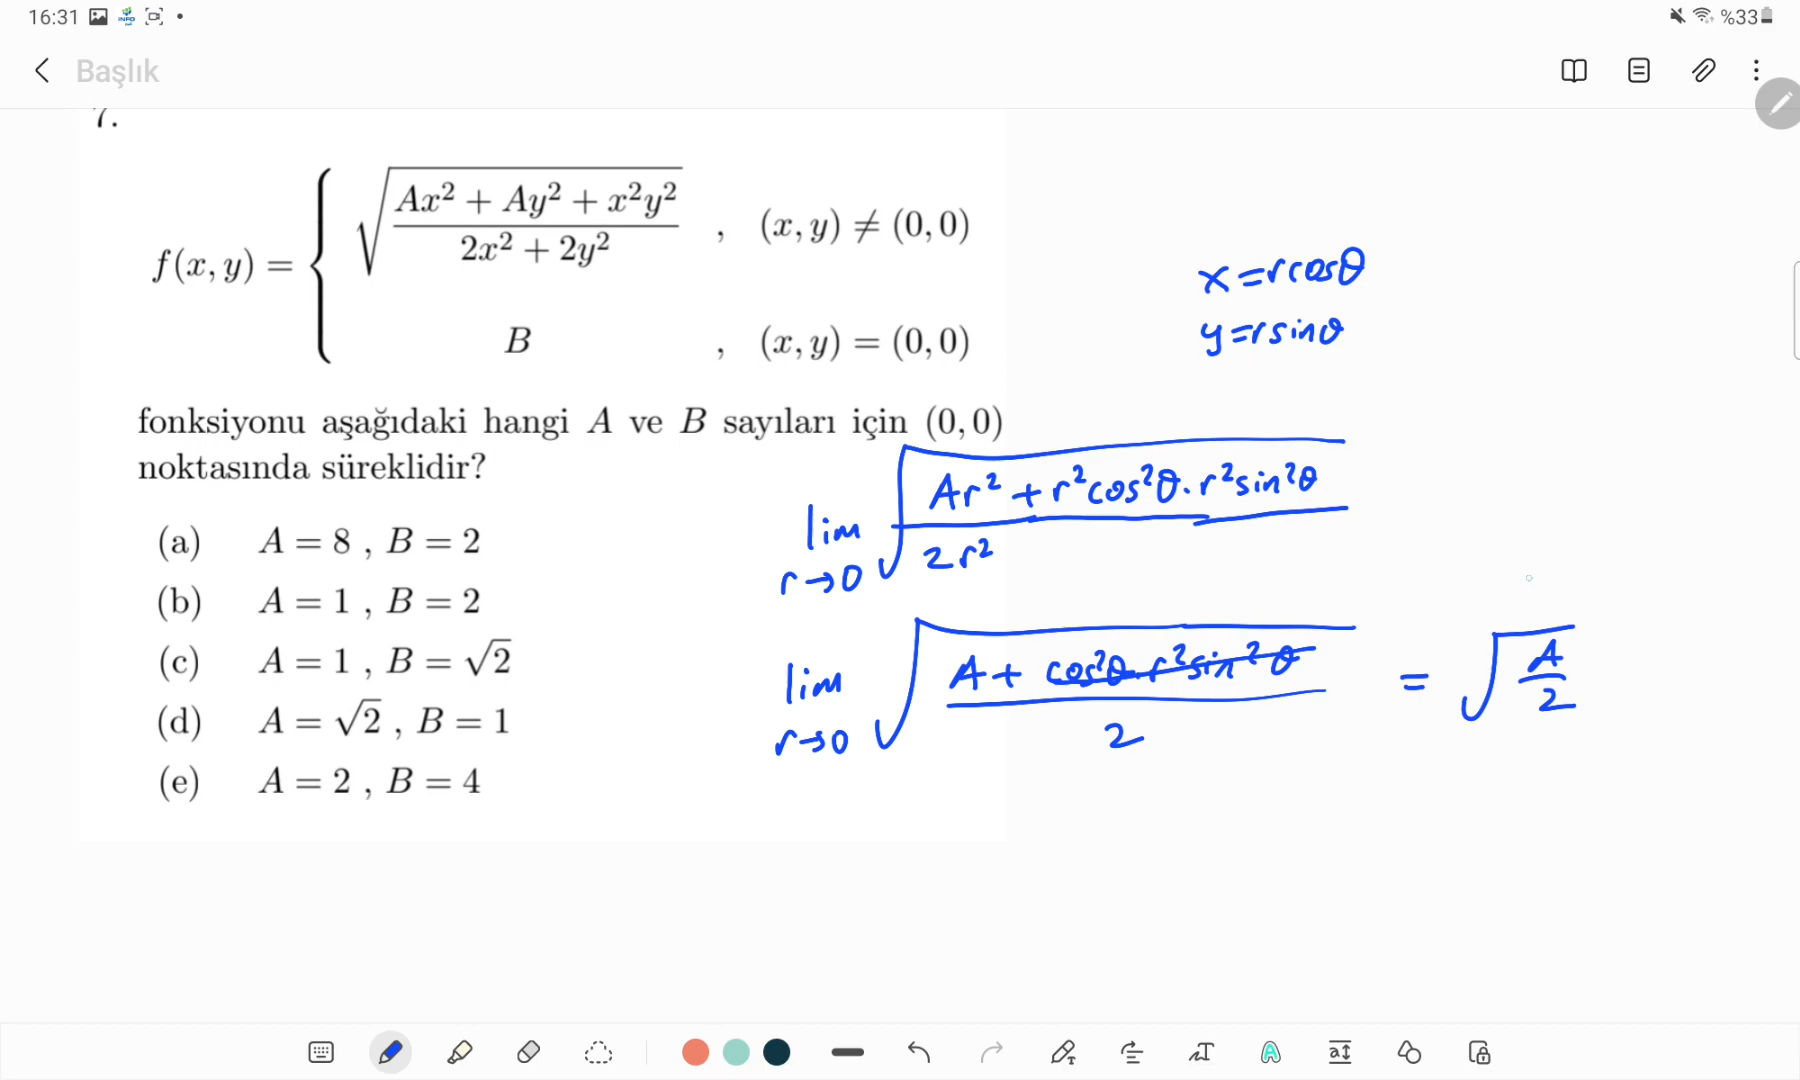 16:31 %33
Başlık
7.
f(x, y) = { √((Ax² + Ay² + x²y²)/(2x² + 2y²)) , (x, y) ≠ (0, 0)
B , (x, y) = (0, 0)
x = r cosθ
y = r sinθ
fonksiyonu aşağıdaki hangi A ve B sayıları için (0, 0)
noktasında süreklidir?
(a) A = 8 , B = 2
(b) A = 1 , B = 2
(c) A = 1 , B = √2
(d) A = √2 , B = 1
(e) A = 2 , B = 4
lim r→0 √((Ar² + r²cos²θ · r²sin²θ)/(2r²))
lim r→0 √((A + cos²θ · r²sin²θ)/2) = √(A/2)